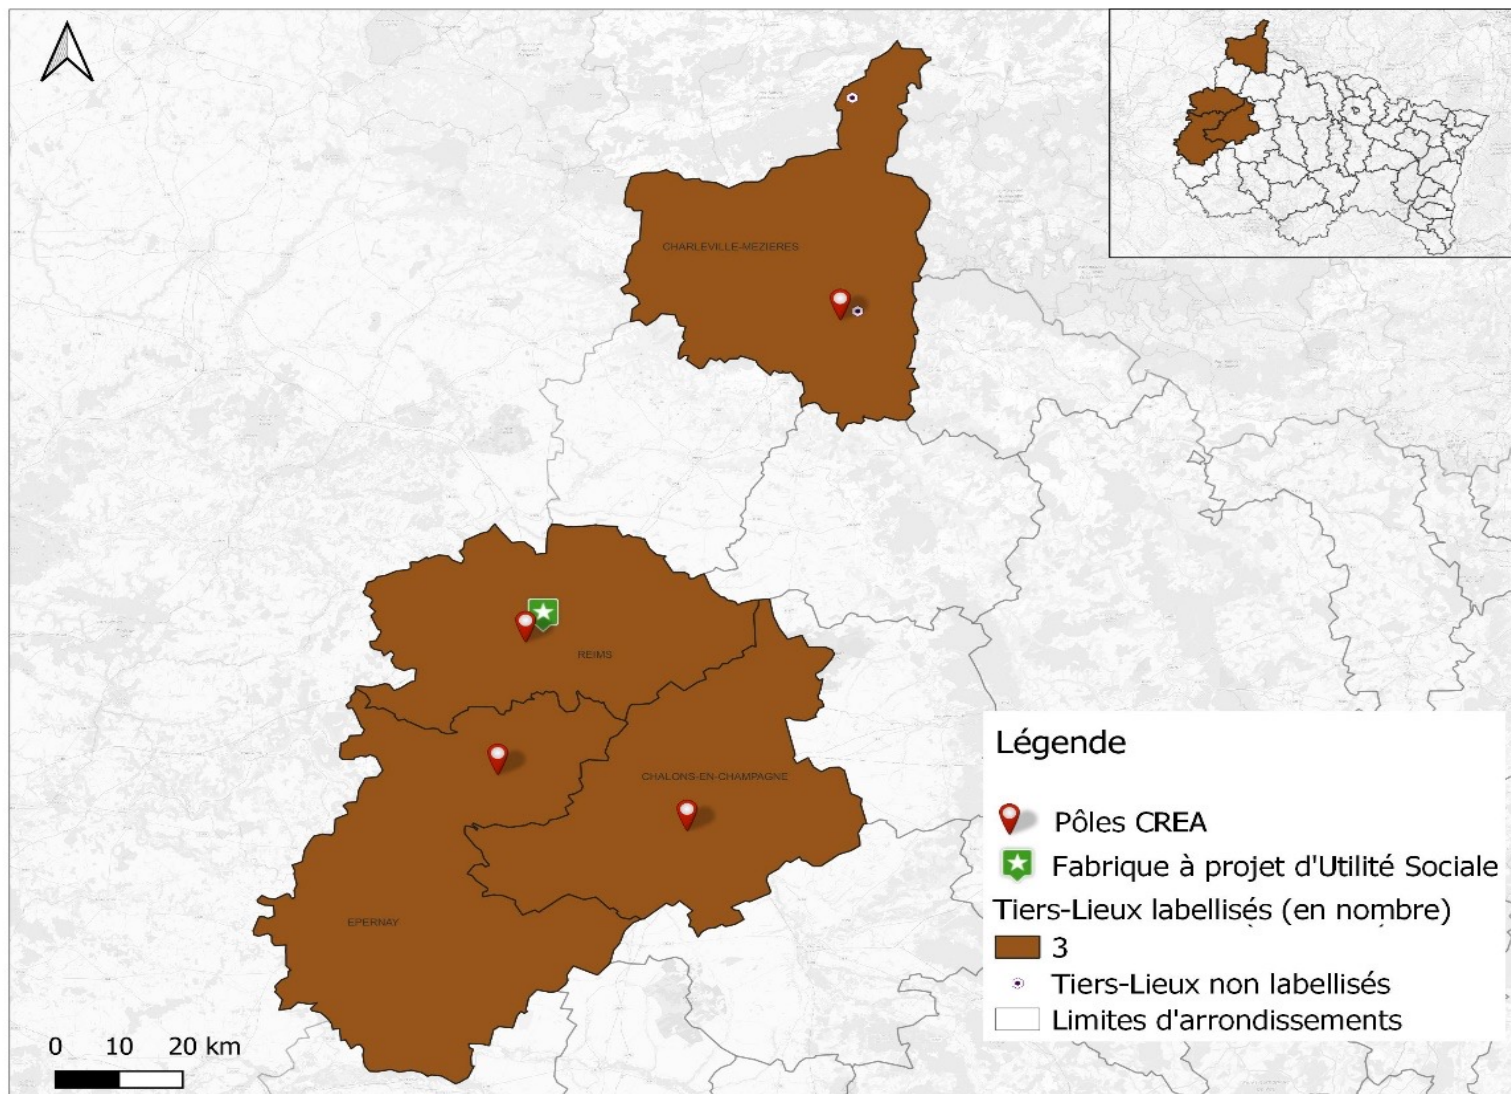 CHARLEVILLE-MEZIERES
REIMS
CHALONS-EN-CHAMPAGNE
EPERNAY
Légende
Pôles CREA
Fabrique à projet d'Utilité Sociale
Tiers-Lieux labellisés (en nombre)
3
Tiers-Lieux non labellisés
Limites d'arrondissements
0 10 20 km